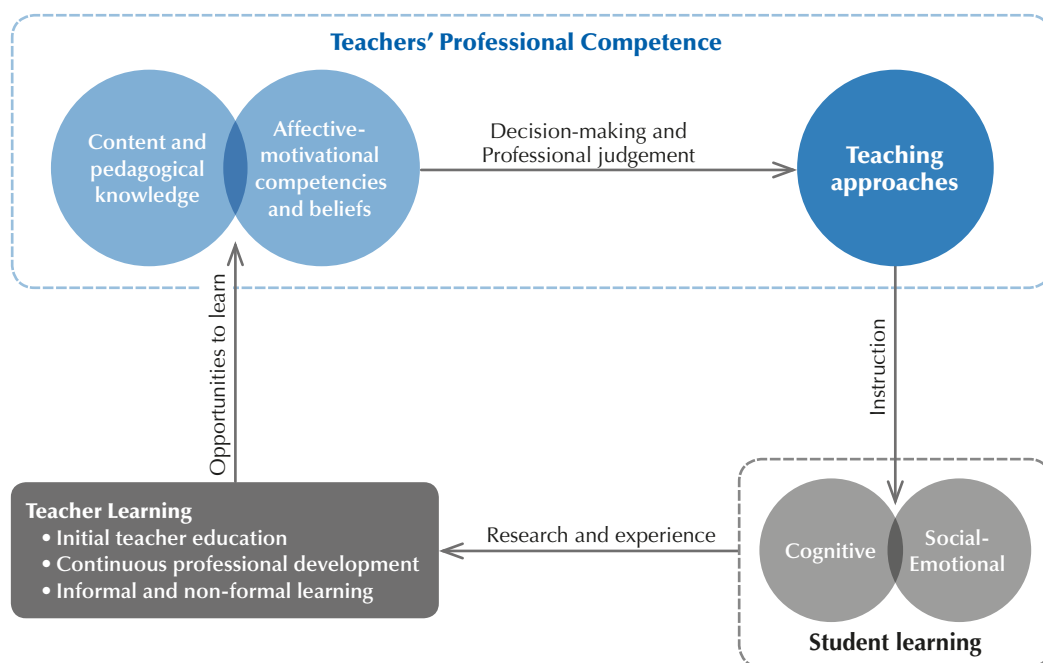 Teachers’ Professional Competence
Content and
pedagogical
knowledge
Affective-
motivational
competencies
and beliefs
Decision-making and
Professional judgement
Teaching
approaches
Opportunities to learn
Instruction
Teacher Learning
• Initial teacher education
• Continuous professional development
• Informal and non-formal learning
Research and experience
Cognitive
Social-
Emotional
Student learning